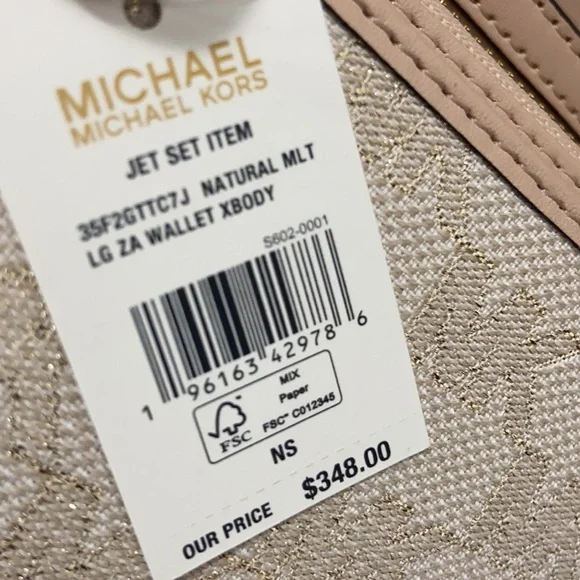 MICHAEL
MICHAEL KORS
JET SET ITEM
35F2GTTC7J NATURAL MLT
LG ZA WALLET XBODY
S602-0001
1 96163 42978 6
FSC
MIX
Paper
FSC™ C012345
NS
OUR PRICE $348.00